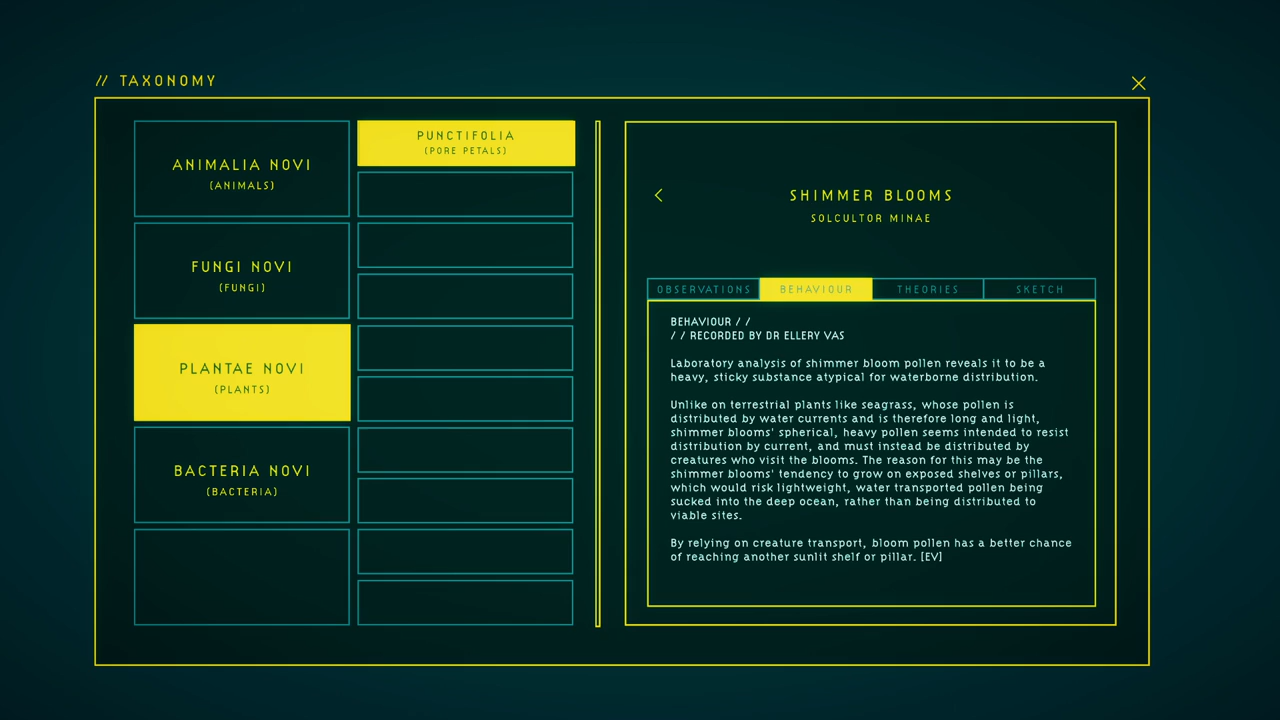 // TAXONOMY
ANIMALIA NOVI
(ANIMALS)
FUNGI NOVI
(FUNGI)
PLANTAE NOVI
(PLANTS)
BACTERIA NOVI
(BACTERIA)
PUNCTIFOLIA
(PORE PETALS)
SHIMMER BLOOMS
SOLCULTOR MINAE
OBSERVATIONS
BEHAVIOUR
THEORIES
SKETCH
BEHAVIOUR / /
/ / RECORDED BY DR ELLERY VAS
Laboratory analysis of shimmer bloom pollen reveals it to be a
heavy, sticky substance atypical for waterborne distribution.
Unlike on terrestrial plants like seagrass, whose pollen is
distributed by water currents and is therefore long and light,
shimmer blooms' spherical, heavy pollen seems intended to resist
distribution by current, and must instead be distributed by
creatures who visit the blooms. The reason for this may be the
shimmer blooms' tendency to grow on exposed shelves or pillars,
which would risk lightweight, water transported pollen being
sucked into the deep ocean, rather than being distributed to
viable sites.
By relying on creature transport, bloom pollen has a better chance
of reaching another sunlit shelf or pillar. [EV]